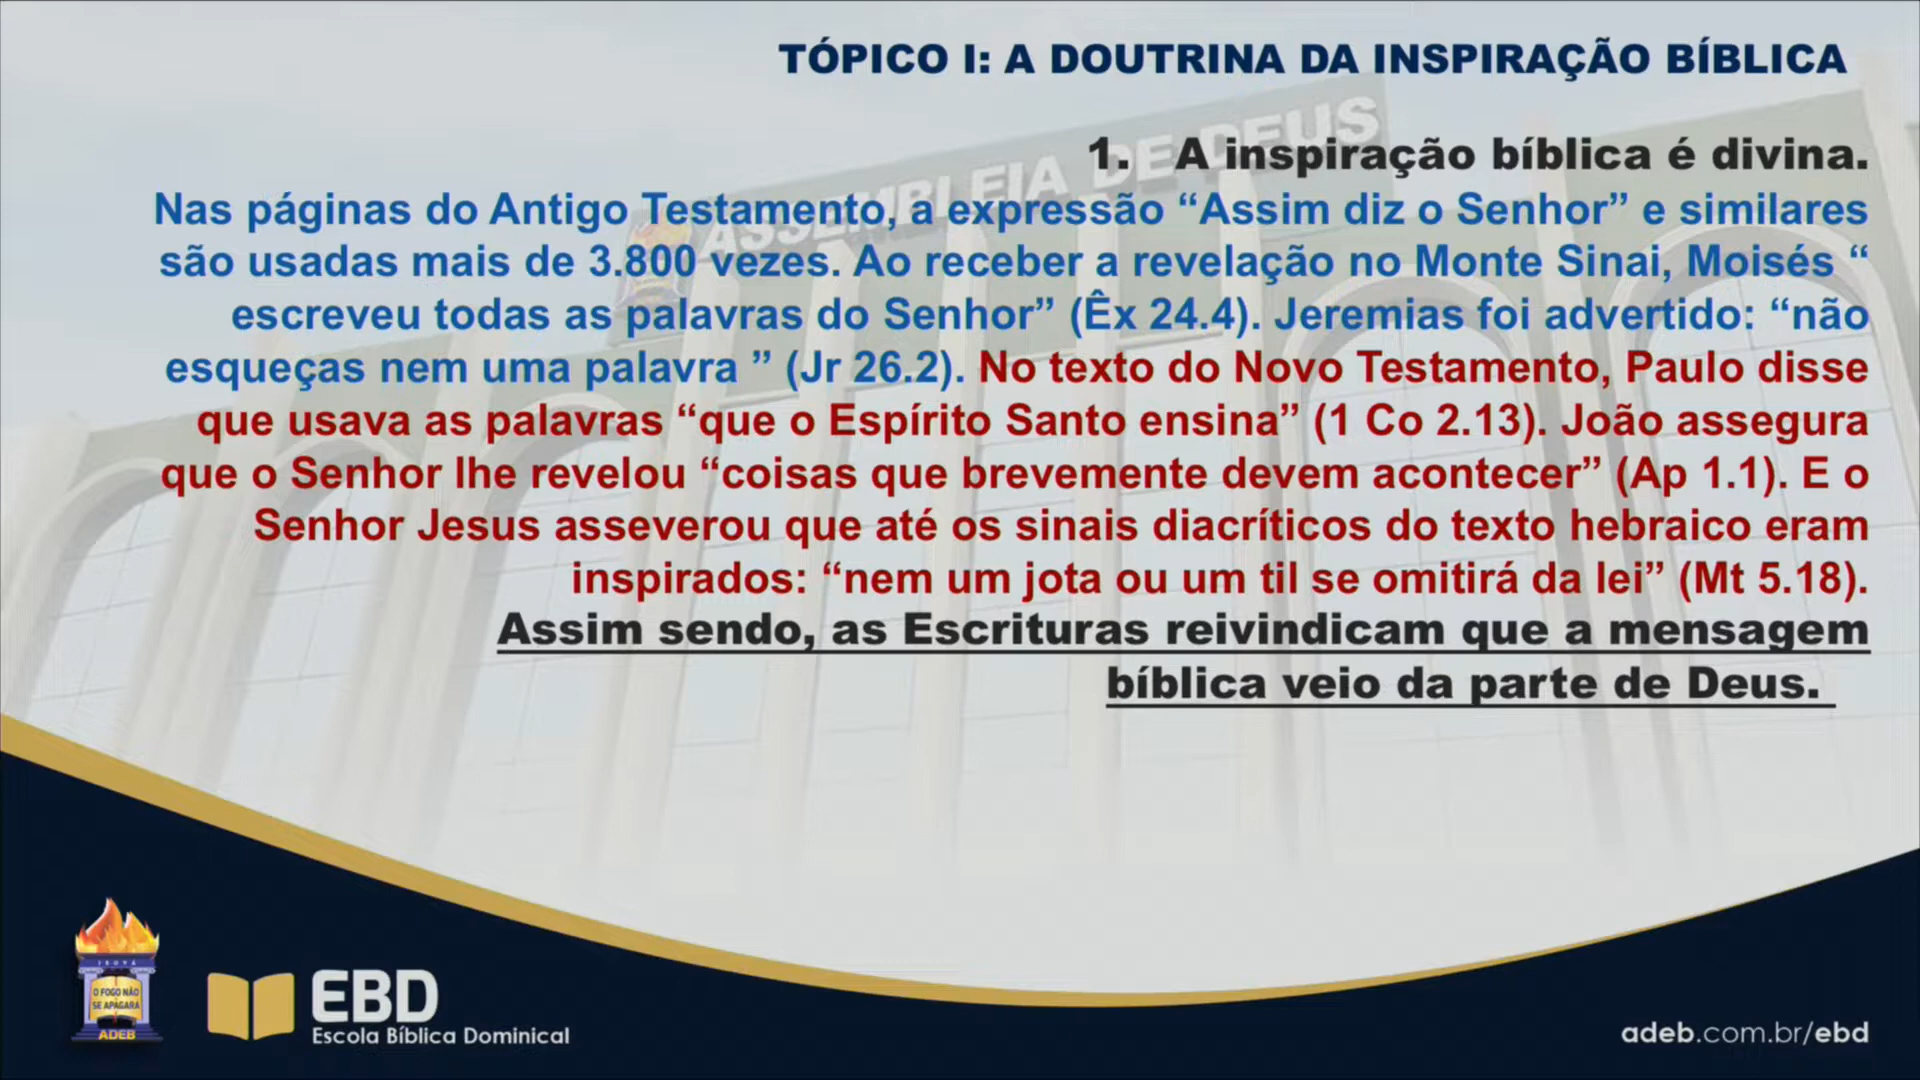 TÓPICO I: A DOUTRINA DA INSPIRAÇÃO BÍBLICA
ASSEMBLEIA DE DEUS
1. A inspiração bíblica é divina.
Nas páginas do Antigo Testamento, a expressão “Assim diz o Senhor” e similares
são usadas mais de 3.800 vezes. Ao receber a revelação no Monte Sinai, Moisés “
escreveu todas as palavras do Senhor” (Êx 24.4). Jeremias foi advertido: “não
esqueças nem uma palavra ” (Jr 26.2). No texto do Novo Testamento, Paulo disse
que usava as palavras “que o Espírito Santo ensina” (1 Co 2.13). João assegura
que o Senhor lhe revelou “coisas que brevemente devem acontecer” (Ap 1.1). E o
Senhor Jesus asseverou que até os sinais diacríticos do texto hebraico eram
inspirados: “nem um jota ou um til se omitirá da lei” (Mt 5.18).
Assim sendo, as Escrituras reivindicam que a mensagem
bíblica veio da parte de Deus.
JEOVÁ
O FOGO NÃO
SE APAGARÁ
ADEB
EBD
Escola Bíblica Dominical
adeb.com.br/ebd